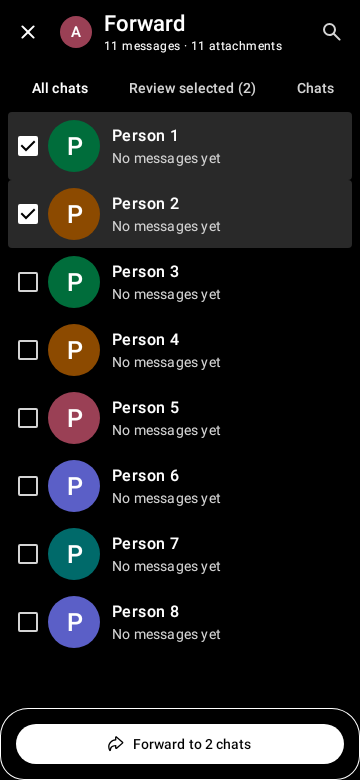 A
Forward
11 messages · 11 attachments
All chats
Review selected (2)
Chats
P
Person 1
No messages yet
P
Person 2
No messages yet
P
Person 3
No messages yet
P
Person 4
No messages yet
P
Person 5
No messages yet
P
Person 6
No messages yet
P
Person 7
No messages yet
P
Person 8
No messages yet
Forward to 2 chats